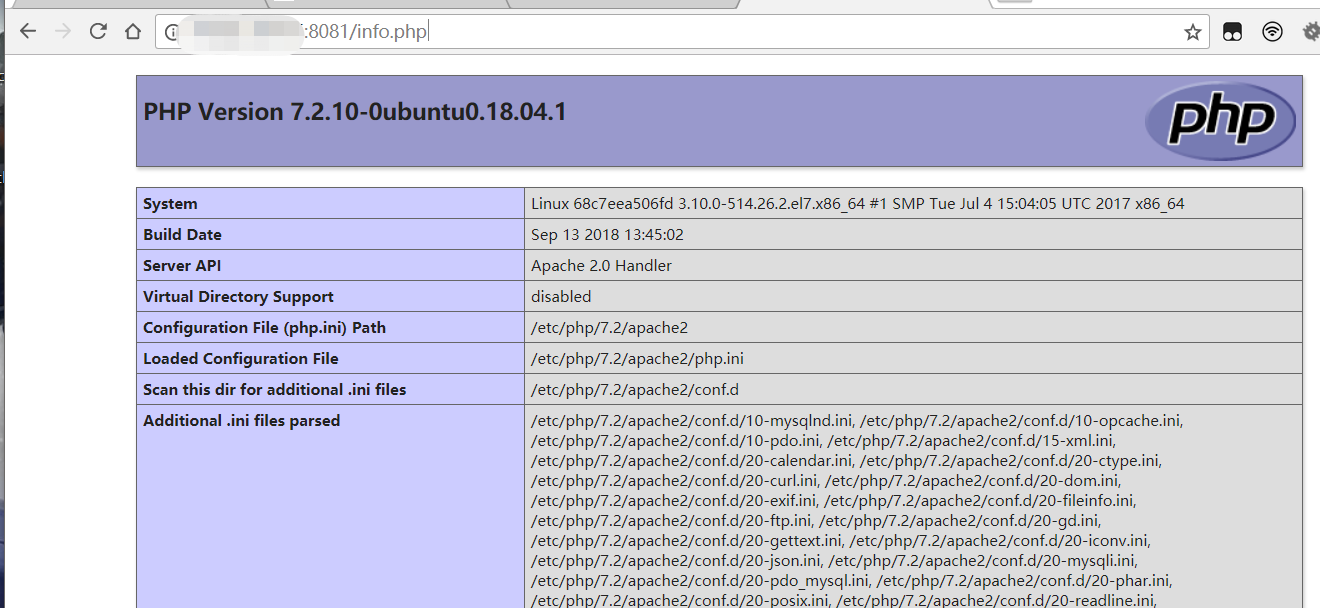 :8081/info.php
PHP Version 7.2.10-0ubuntu0.18.04.1
php
System Linux 68c7eea506fd 3.10.0-514.26.2.el7.x86_64 #1 SMP Tue Jul 4 15:04:05 UTC 2017 x86_64
Build Date Sep 13 2018 13:45:02
Server API Apache 2.0 Handler
Virtual Directory Support disabled
Configuration File (php.ini) Path /etc/php/7.2/apache2
Loaded Configuration File /etc/php/7.2/apache2/php.ini
Scan this dir for additional .ini files /etc/php/7.2/apache2/conf.d
Additional .ini files parsed /etc/php/7.2/apache2/conf.d/10-mysqlnd.ini, /etc/php/7.2/apache2/conf.d/10-opcache.ini,
/etc/php/7.2/apache2/conf.d/10-pdo.ini, /etc/php/7.2/apache2/conf.d/15-xml.ini,
/etc/php/7.2/apache2/conf.d/20-calendar.ini, /etc/php/7.2/apache2/conf.d/20-ctype.ini,
/etc/php/7.2/apache2/conf.d/20-curl.ini, /etc/php/7.2/apache2/conf.d/20-dom.ini,
/etc/php/7.2/apache2/conf.d/20-exif.ini, /etc/php/7.2/apache2/conf.d/20-fileinfo.ini,
/etc/php/7.2/apache2/conf.d/20-ftp.ini, /etc/php/7.2/apache2/conf.d/20-gd.ini,
/etc/php/7.2/apache2/conf.d/20-gettext.ini, /etc/php/7.2/apache2/conf.d/20-iconv.ini,
/etc/php/7.2/apache2/conf.d/20-json.ini, /etc/php/7.2/apache2/conf.d/20-mysqli.ini,
/etc/php/7.2/apache2/conf.d/20-pdo_mysql.ini, /etc/php/7.2/apache2/conf.d/20-phar.ini,
/etc/php/7.2/apache2/conf.d/20-posix.ini, /etc/php/7.2/apache2/conf.d/20-readline.ini,